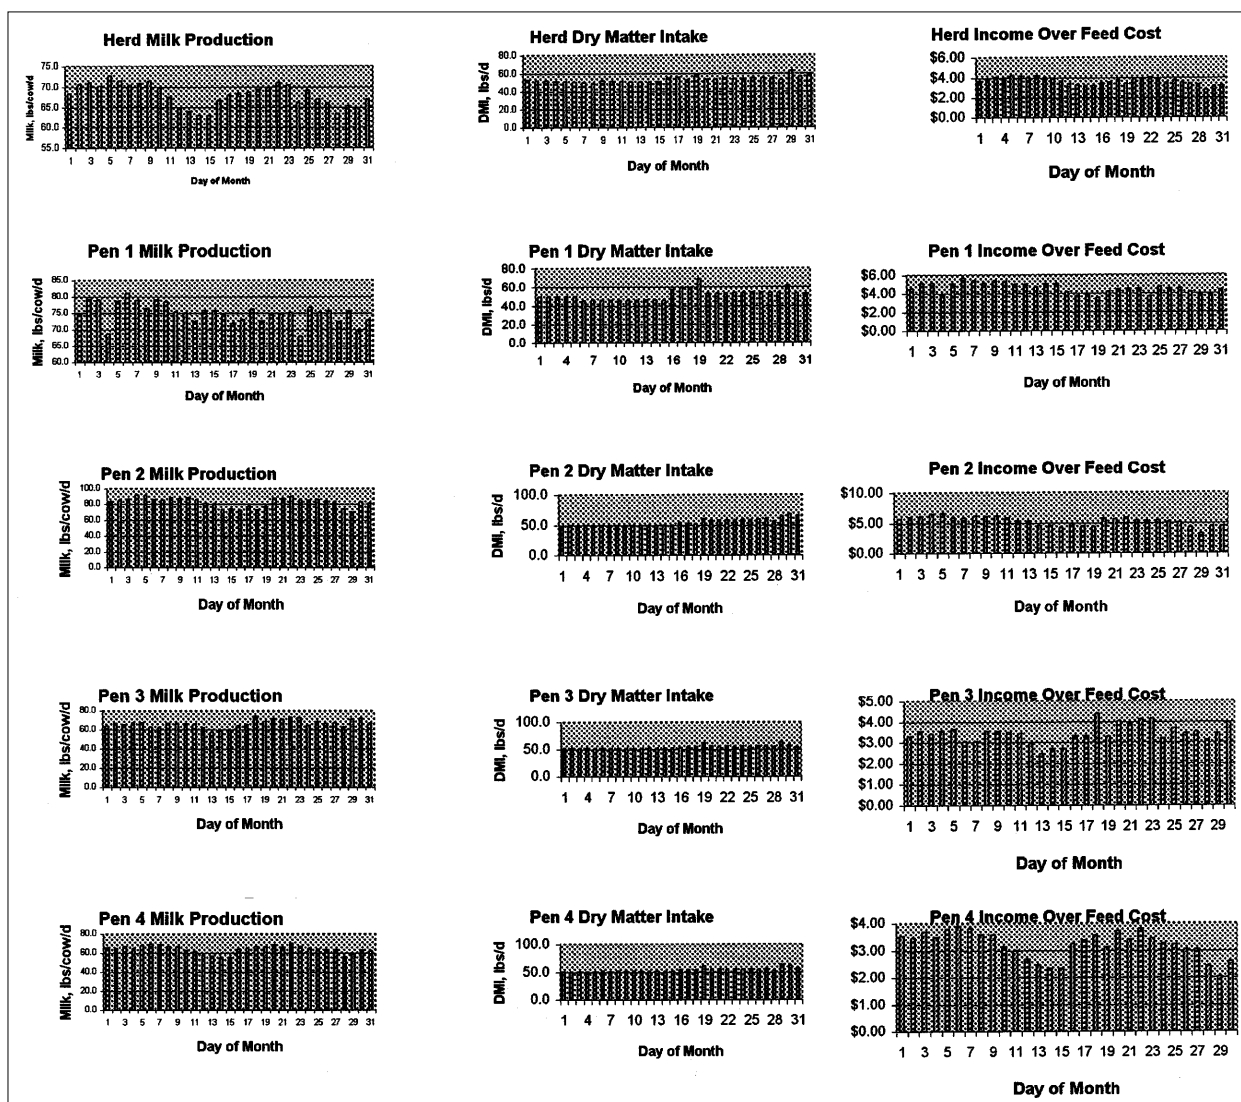 Herd Milk Production
Milk, lbs/cow/d
75.0
70.0
65.0
60.0
55.0
1 3 5 7 9 11 13 15 17 19 21 23 25 27 29 31
Day of Month
Herd Dry Matter Intake
DMI, lbs/d
80.0
60.0
40.0
20.0
0.0
1 4 7 10 13 16 19 22 25 28 31
Day of Month
Herd Income Over Feed Cost
$6.00
$4.00
$2.00
$0.00
1 4 7 10 13 16 19 22 25 28 31
Day of Month
Pen 1 Milk Production
Milk, lbs/cow/d
85.0
80.0
75.0
70.0
65.0
60.0
1 3 5 7 9 11 13 15 17 19 21 23 25 27 29 31
Day of Month
Pen 1 Dry Matter Intake
DMI, lbs/d
80.0
60.0
40.0
20.0
0.0
1 4 7 10 13 16 19 22 25 28 31
Day of Month
Pen 1 Income Over Feed Cost
$6.00
$4.00
$2.00
$0.00
1 3 5 7 9 11 13 15 17 19 21 23 25 27 29 31
Day of Month
Pen 2 Milk Production
Milk, lbs/cow/d
100.0
80.0
60.0
40.0
20.0
0.0
1 3 5 7 9 11 13 15 17 19 21 23 25 27 29 31
Day of Month
Pen 2 Dry Matter Intake
DMI, lbs/d
100.0
50.0
0.0
1 4 7 10 13 16 19 22 25 28 31
Day of Month
Pen 2 Income Over Feed Cost
$10.00
$5.00
$0.00
1 4 7 10 13 16 19 22 25 28 31
Day of Month
Pen 3 Milk Production
Milk, lbs/cow/d
80.0
60.0
40.0
20.0
0.0
1 3 5 7 9 11 13 15 17 19 21 23 25 27 29 31
Day of Month
Pen 3 Dry Matter Intake
DMI, lbs/d
100.0
50.0
0.0
1 4 7 10 13 16 19 22 25 28 31
Day of Month
Pen 3 Income Over Feed Cost
$5.00
$4.00
$3.00
$2.00
$1.00
$0.00
1 3 5 7 9 11 13 15 17 19 21 23 25 27 29
Day of Month
Pen 4 Milk Production
Milk, lbs/cow/d
80.0
60.0
40.0
20.0
0.0
1 3 5 7 9 11 13 15 17 19 21 23 25 27 29 31
Day of Month
Pen 4 Dry Matter Intake
DMI, lbs/d
100.0
50.0
0.0
1 4 7 10 13 16 19 22 25 28 31
Day of Month
Pen 4 Income Over Feed Cost
$4.00
$3.00
$2.00
$1.00
$0.00
1 3 5 7 9 11 13 15 17 19 21 23 25 27 29
Day of Month